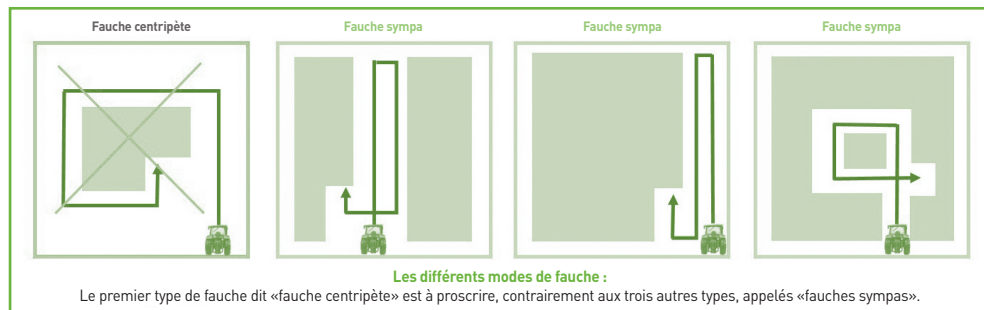 Fauche centripète
Fauche sympa
Fauche sympa
Fauche sympa
Les différents modes de fauche :
Le premier type de fauche dit «fauche centripète» est à proscrire, contrairement aux trois autres types, appelés «fauches sympas».